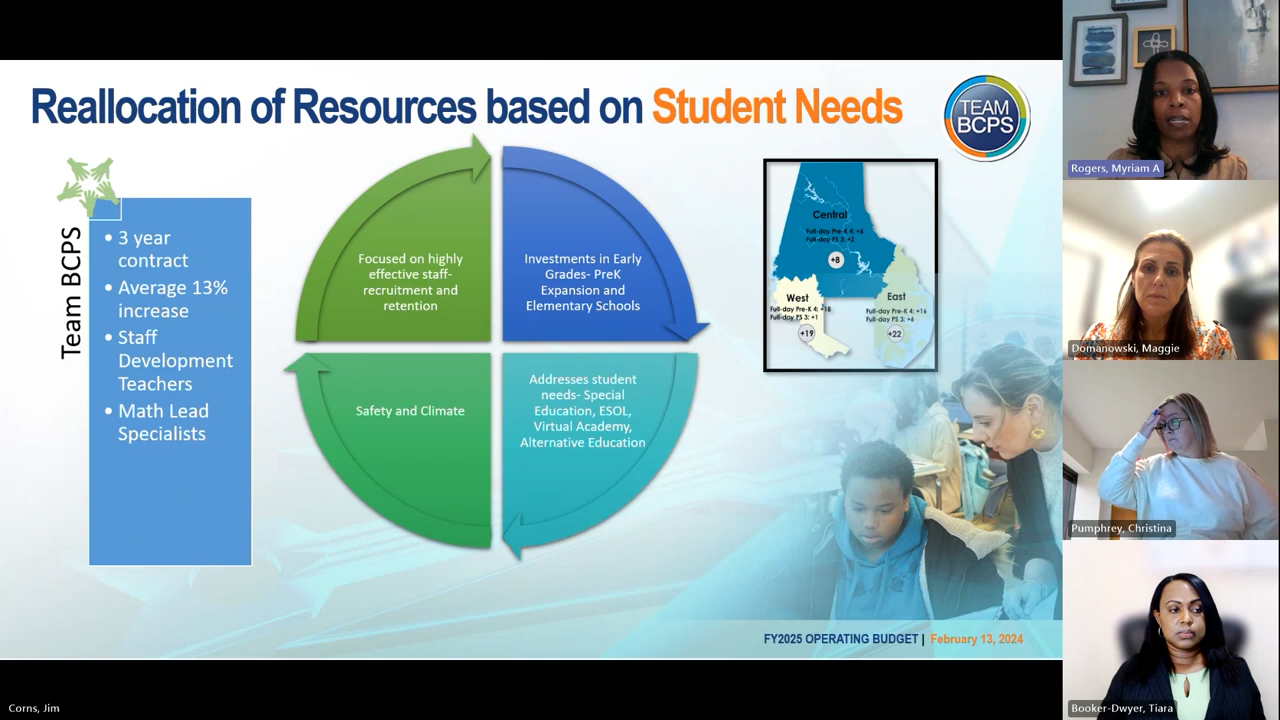 Reallocation of Resources based on Student Needs
TEAM
BCPS
Team BCPS
• 3 year
contract
• Average 13%
increase
• Staff
Development
Teachers
• Math Lead
Specialists
Focused on highly
effective staff-
recruitment and
retention
Investments in Early
Grades- PreK
Expansion and
Elementary Schools
Safety and Climate
Addresses student
needs- Special
Education, ESOL,
Virtual Academy,
Alternative Education
Central
Full-day Pre-K 4: +6
Full-day PS 3: +2
+8
West
Full-day Pre-K 4: +18
Full-day PS 3: +1
+19
East
Full-day Pre-K 4: +16
Full-day PS 3: +6
+22
FY2025 OPERATING BUDGET | February 13, 2024
Rogers, Myriam A
Domanowski, Maggie
Pumphrey, Christina
Booker-Dwyer, Tiara
Corns, Jim